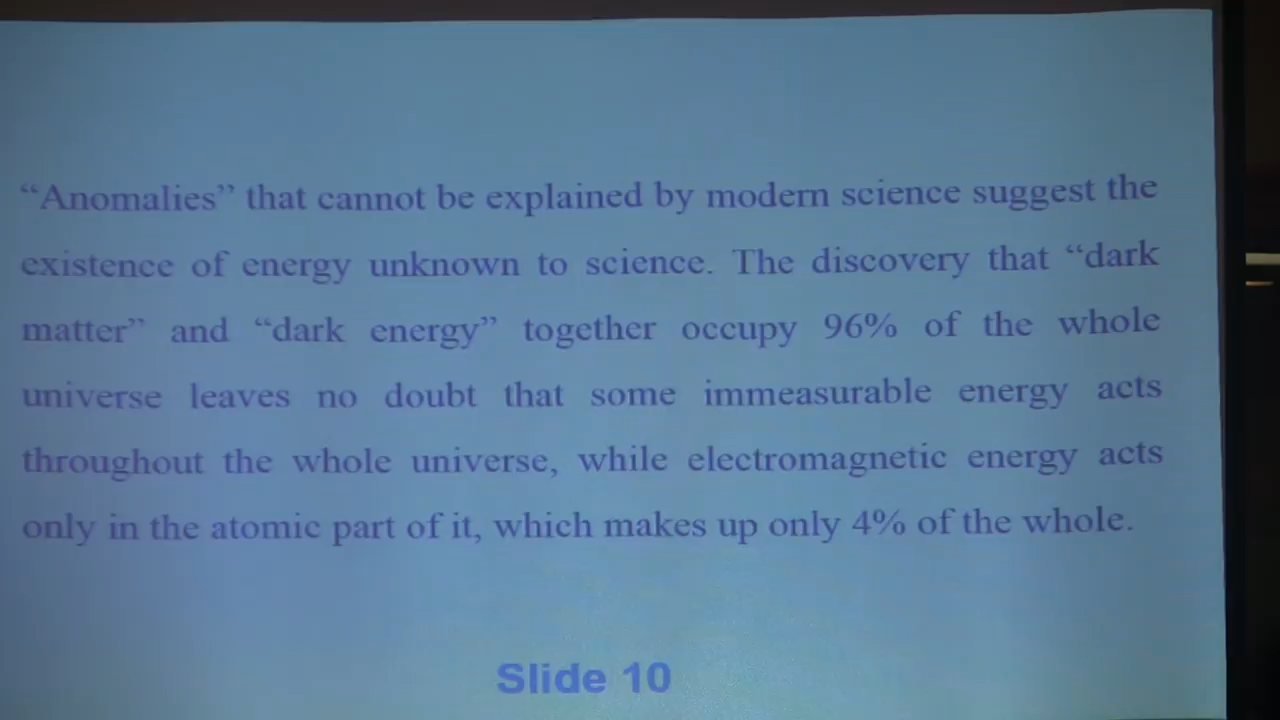 “Anomalies” that cannot be explained by modern science suggest the
existence of energy unknown to science. The discovery that “dark
matter” and “dark energy” together occupy 96% of the whole
universe leaves no doubt that some immeasurable energy acts
throughout the whole universe, while electromagnetic energy acts
only in the atomic part of it, which makes up only 4% of the whole.
Slide 10